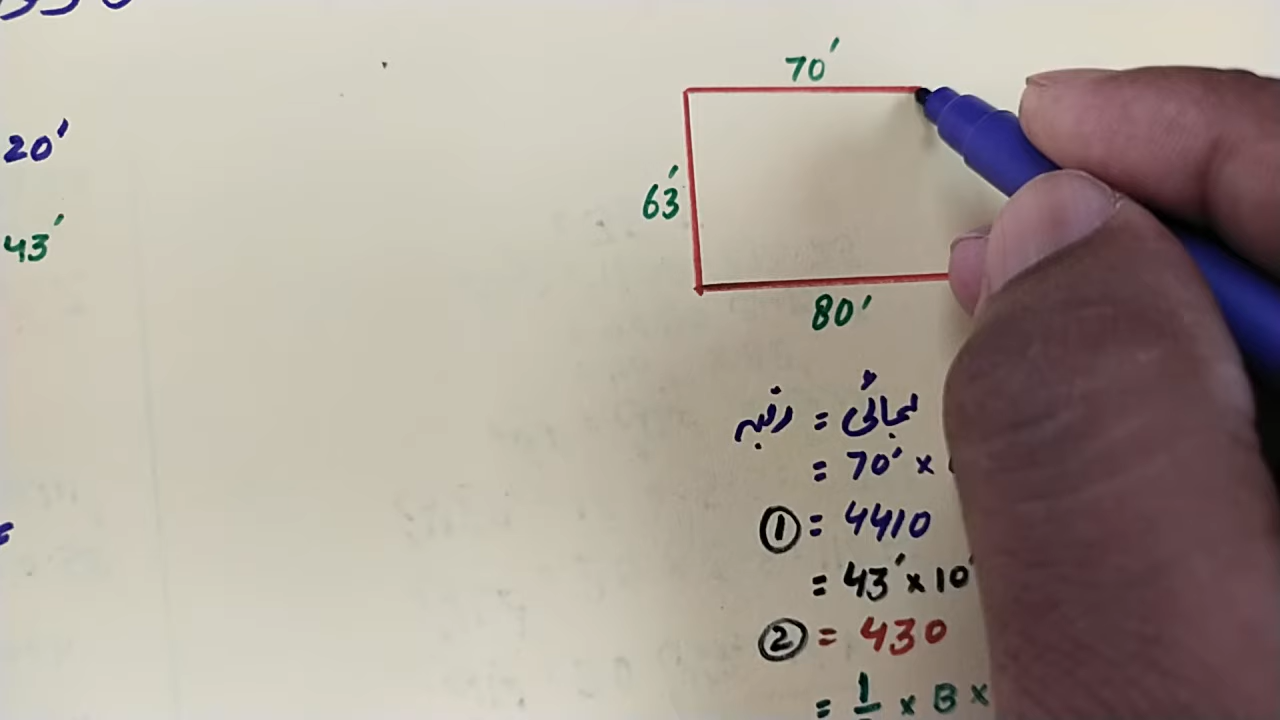 70'
20'
63'
43'
80'
رقبہ = لمبائی
= 70' ×
① = 4410
= 43' × 10'
② = 430
= 1 × B ×